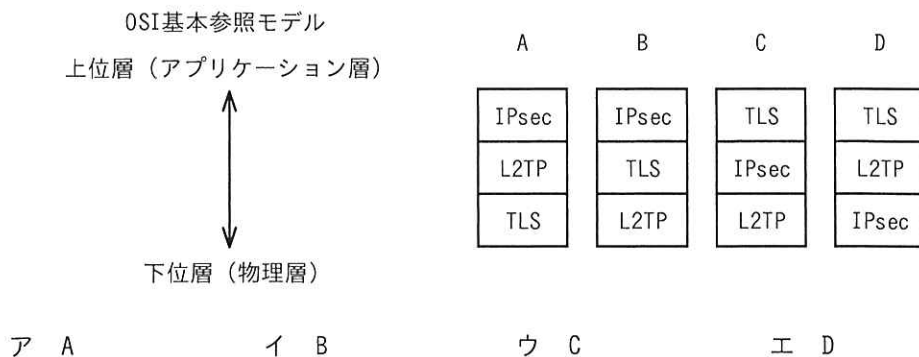 OSI基本参照モデル
上位層（アプリケーション層）
下位層（物理層）
A B C D
IPsec IPsec TLS TLS
L2TP TLS IPsec L2TP
TLS L2TP L2TP IPsec
ア A イ B ウ C エ D